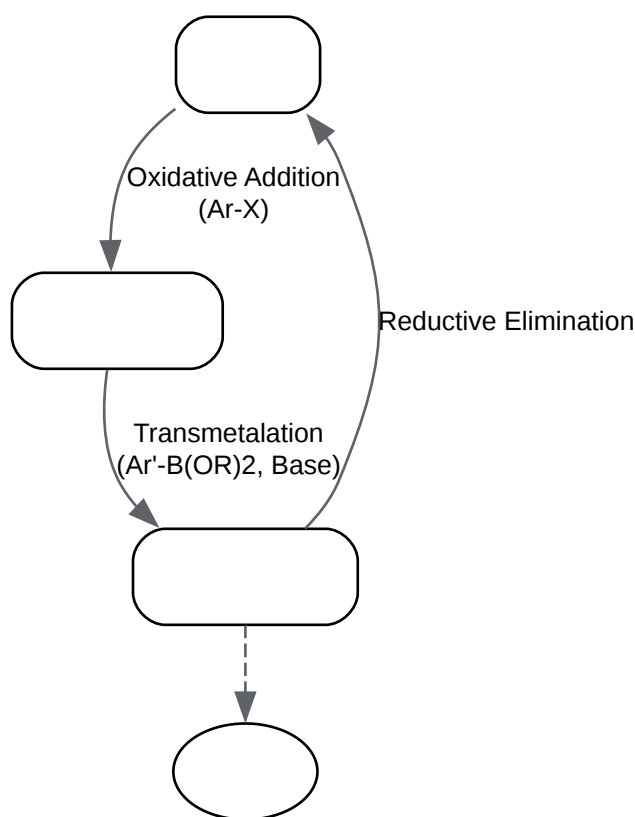 Oxidative Addition
(Ar-X)
Reductive Elimination
Transmetalation
(Ar'-B(OR)2, Base)